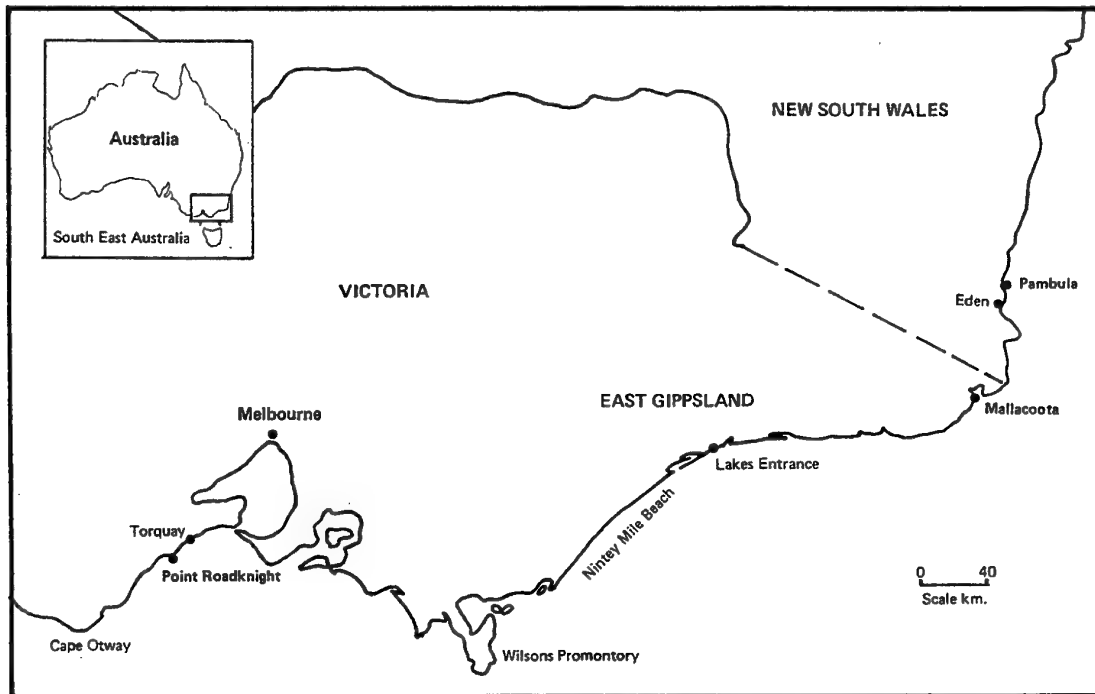 Australia
South East Australia
NEW SOUTH WALES
VICTORIA
Pambula
Eden
EAST GIPPSLAND
Mallacoota
Melbourne
Lakes Entrance
Nintey Mile Beach
Torquay
Point Roadknight
0 40
Scale km.
Cape Otway
Wilsons Promontory